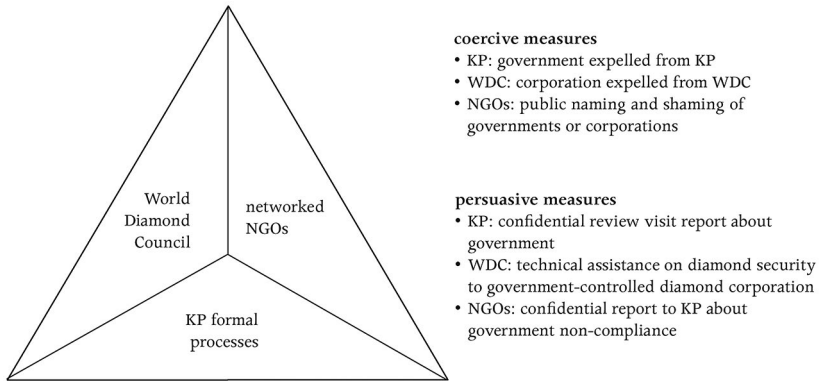 World
Diamond
Council
networked
NGOs
KP formal
processes
coercive measures
• KP: government expelled from KP
• WDC: corporation expelled from WDC
• NGOs: public naming and shaming of
governments or corporations
persuasive measures
• KP: confidential review visit report about
government
• WDC: technical assistance on diamond security
to government-controlled diamond corporation
• NGOs: confidential report to KP about
government non-compliance